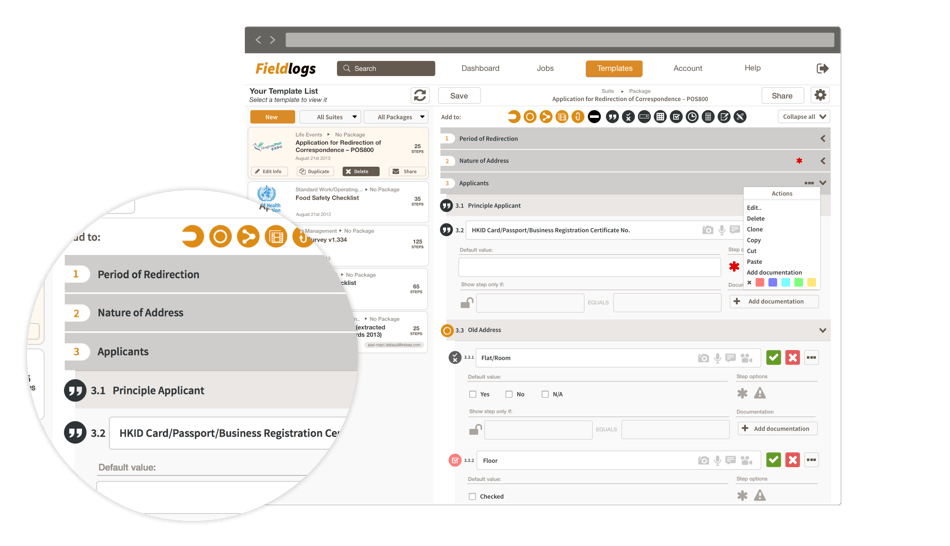 Fieldlogs
Search
Dashboard
Jobs
Templates
Account
Help
Your Template List
Select a template to view it
Save
Suite
Package
Application for Redirection of Correspondence – POS800
Share
New
All Suites
All Packages
Add to:
Collapse all
Life Events
No Package
Application for Redirection of
Correspondence – POS800
August 21st 2013
25
STEPS
Edit Info
Duplicate
Delete
Share
Standard Work/Operating...
No Package
Food Safety Checklist
August 21st 2013
35
STEPS
Management
No Package
urvey v1.334
125
STEPS
No Package
cklist
65
STEPS
No Package
(extracted
rds 2013)
25
STEPS
1
Period of Redirection
2
Nature of Address
3
Applicants
3.1
Principle Applicant
3.2
HKID Card/Passport/Business Registration Certificate No.
Default value:
Step o
Show step only if:
EQUALS
Docum
Add documentation
Actions
Edit..
Delete
Clone
Copy
Cut
Paste
Add documentation
3.3
Old Address
3.3.1
Flat/Room
Default value:
Step options
Yes
No
N/A
Show step only if:
EQUALS
Documentation
Add documentation
3.3.2
Floor
Default value:
Step options
Checked
dd to:
1
Period of Redirection
2
Nature of Address
3
Applicants
3.1
Principle Applicant
3.2
HKID Card/Passport/Business Registration Cer
Default value: